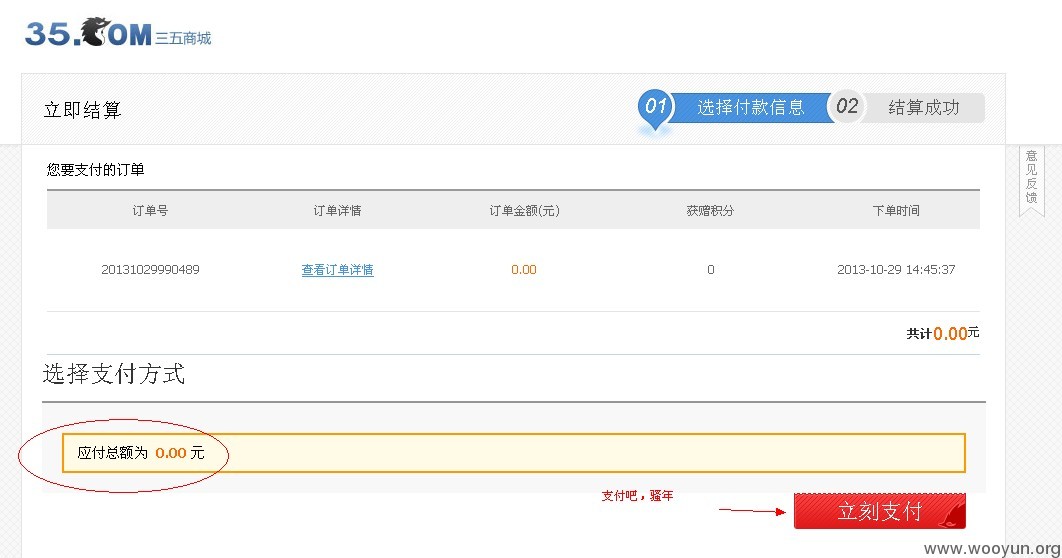 35.COM 三五商城
立即结算 01 选择付款信息 02 结算成功
意见反馈
您要支付的订单
订单号 订单详情 订单金额(元) 获赠积分 下单时间
20131029990489 查看订单详情 0.00 0 2013-10-29 14:45:37
共计0.00元
选择支付方式
应付总额为 0.00 元
支付吧，骚年
立刻支付
www.wooyun.org